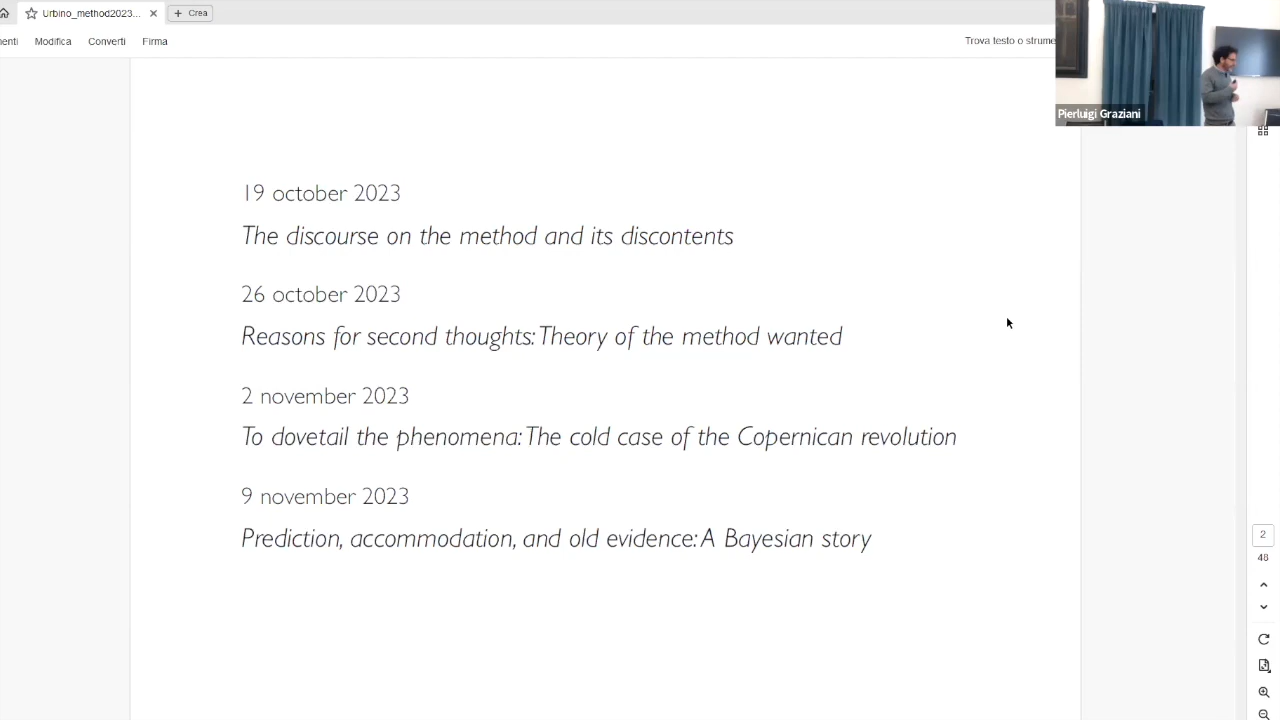 Urbino_method2023...
Crea
enti
Modifica
Converti
Firma
Trova testo o strume
Pierluigi Graziani
19 october 2023
The discourse on the method and its discontents
26 october 2023
Reasons for second thoughts: Theory of the method wanted
2 november 2023
To dovetail the phenomena: The cold case of the Copernican revolution
9 november 2023
Prediction, accommodation, and old evidence: A Bayesian story
2
48